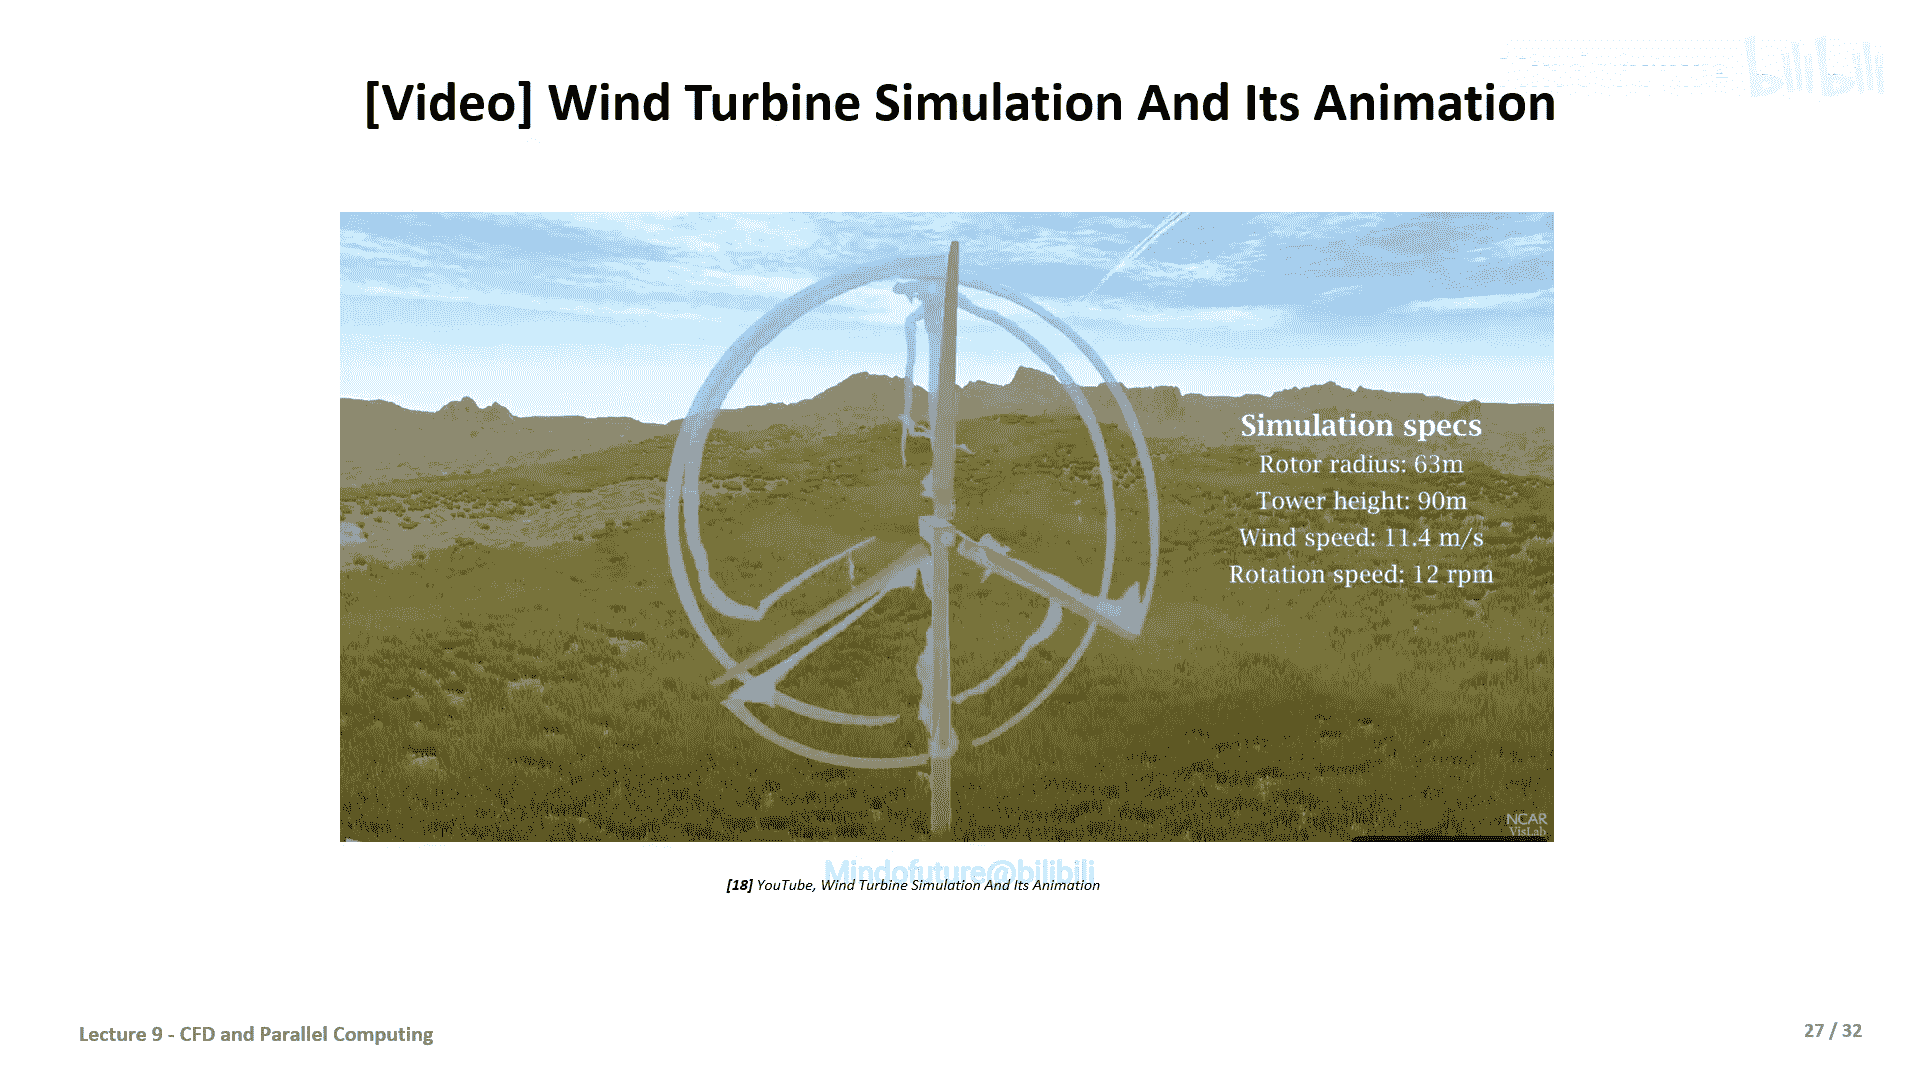 bilibili
[Video] Wind Turbine Simulation And Its Animation
Simulation specs
Rotor radius: 63m
Tower height: 90m
Wind speed: 11.4 m/s
Rotation speed: 12 rpm
NCAR
VisLab
Mindofuture@bilibili
[18] YouTube, Wind Turbine Simulation And Its Animation
Lecture 9 - CFD and Parallel Computing
27 / 32